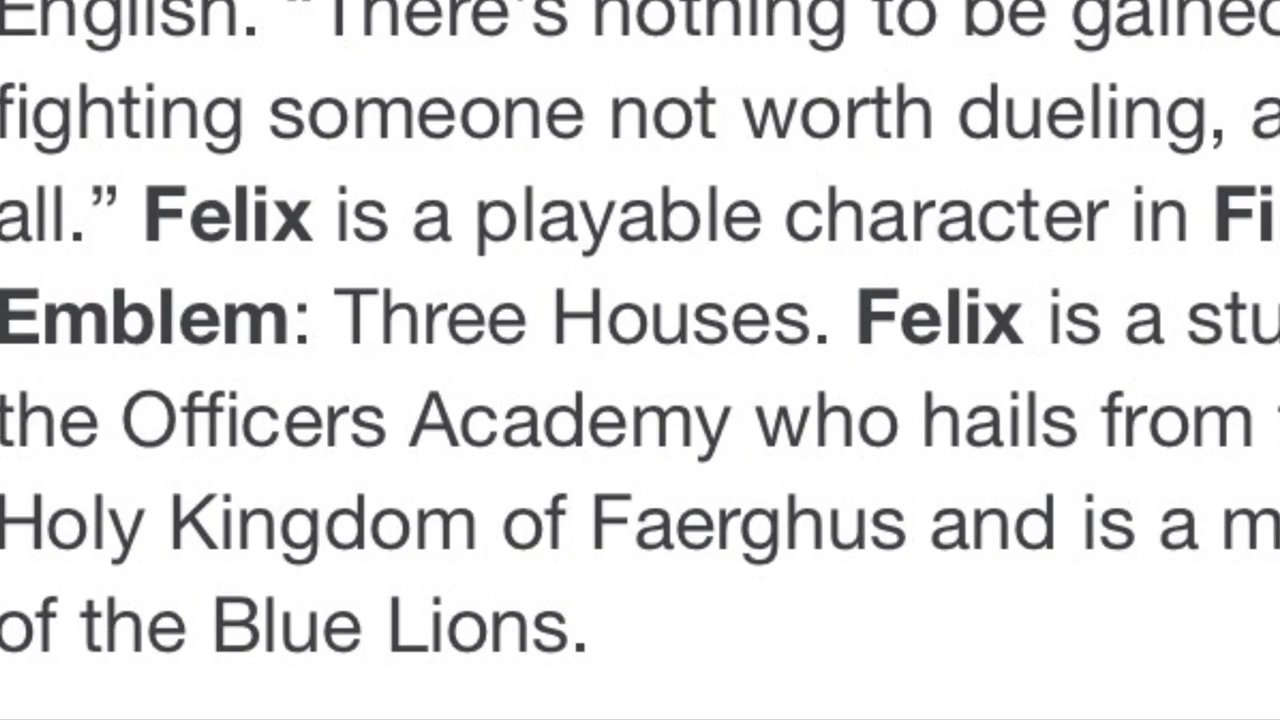 English. “There’s nothing to be gained
fighting someone not worth dueling, a
all.” Felix is a playable character in Fi
Emblem: Three Houses. Felix is a stu
the Officers Academy who hails from
Holy Kingdom of Faerghus and is a m
of the Blue Lions.